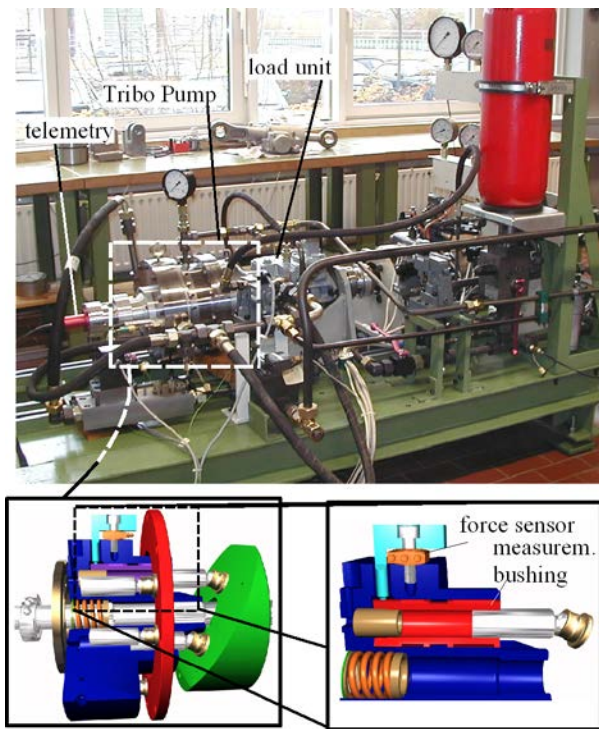 load unit
Tribo Pump
telemetry
force sensor
measurem.
bushing